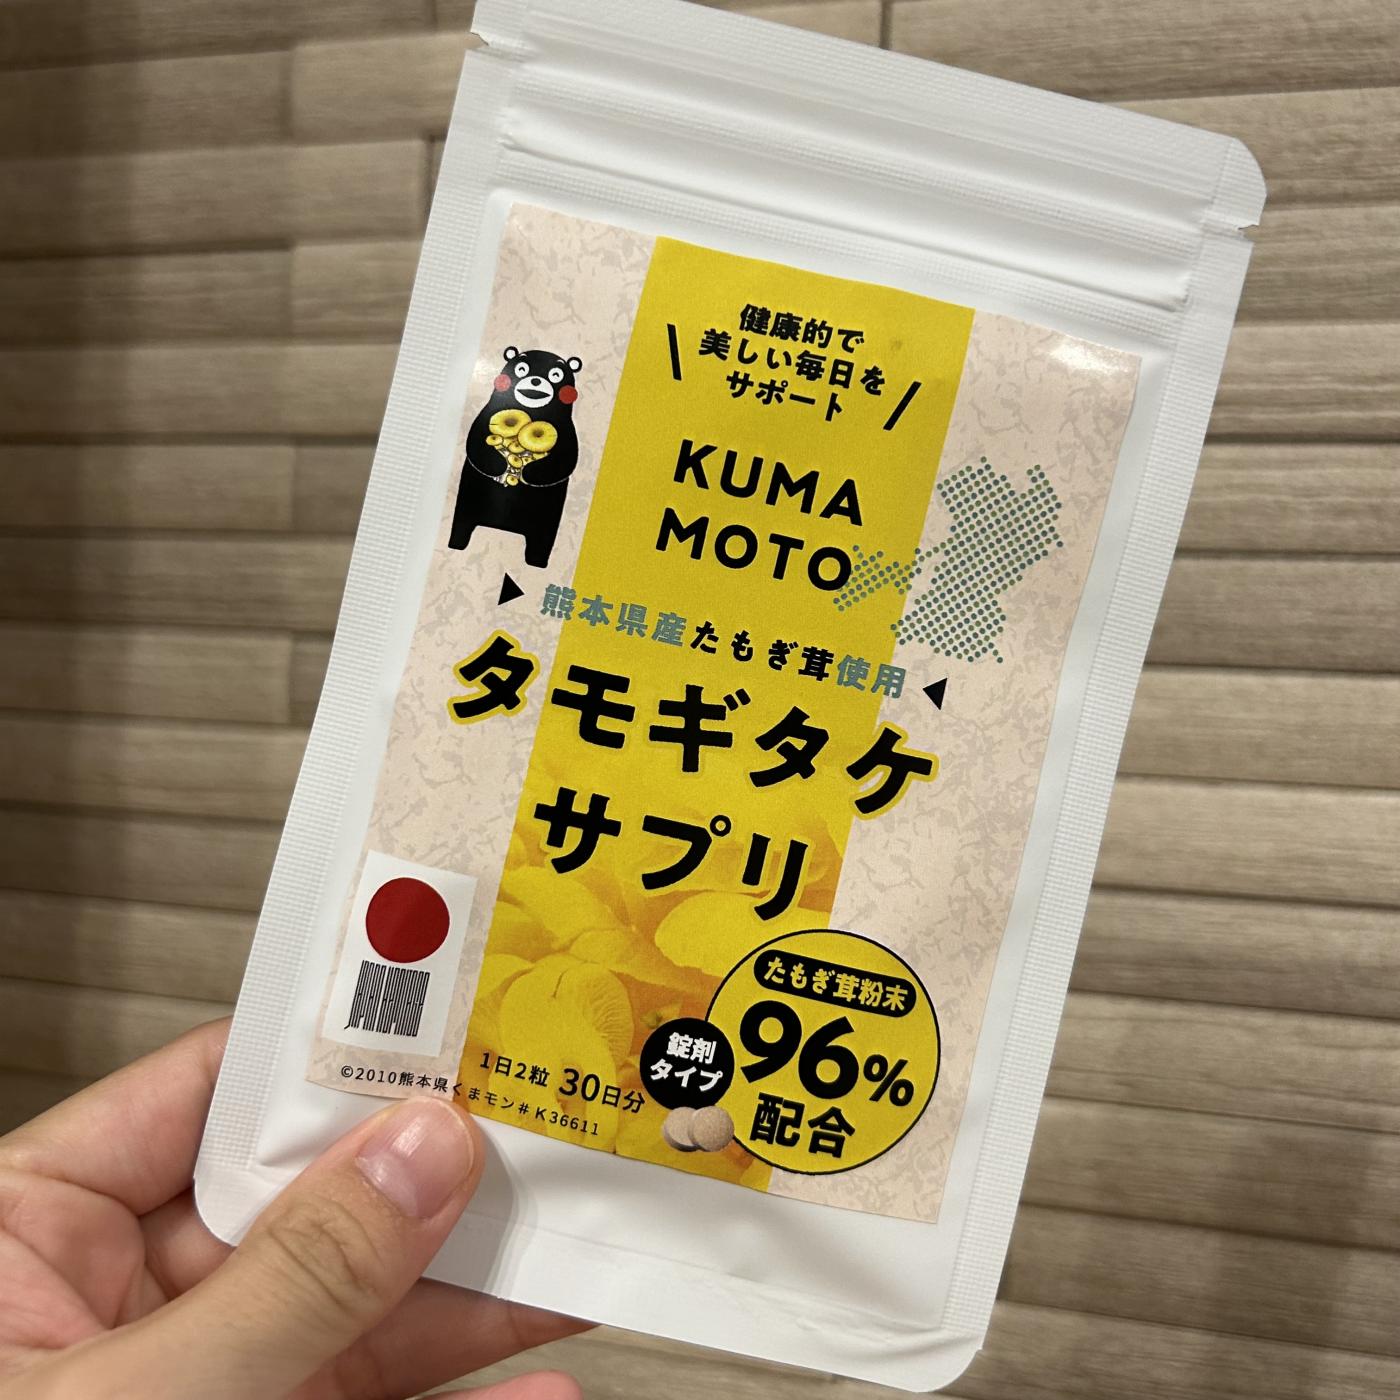 健康的で
美しい毎日を
サポート
KUMA
MOTO
熊本県産たもぎ茸使用
タモギタケ
サプリ
たもぎ茸粉末
96%
配合
錠剤
タイプ
1日2粒 30日分
©2010熊本県くまモン#K36611